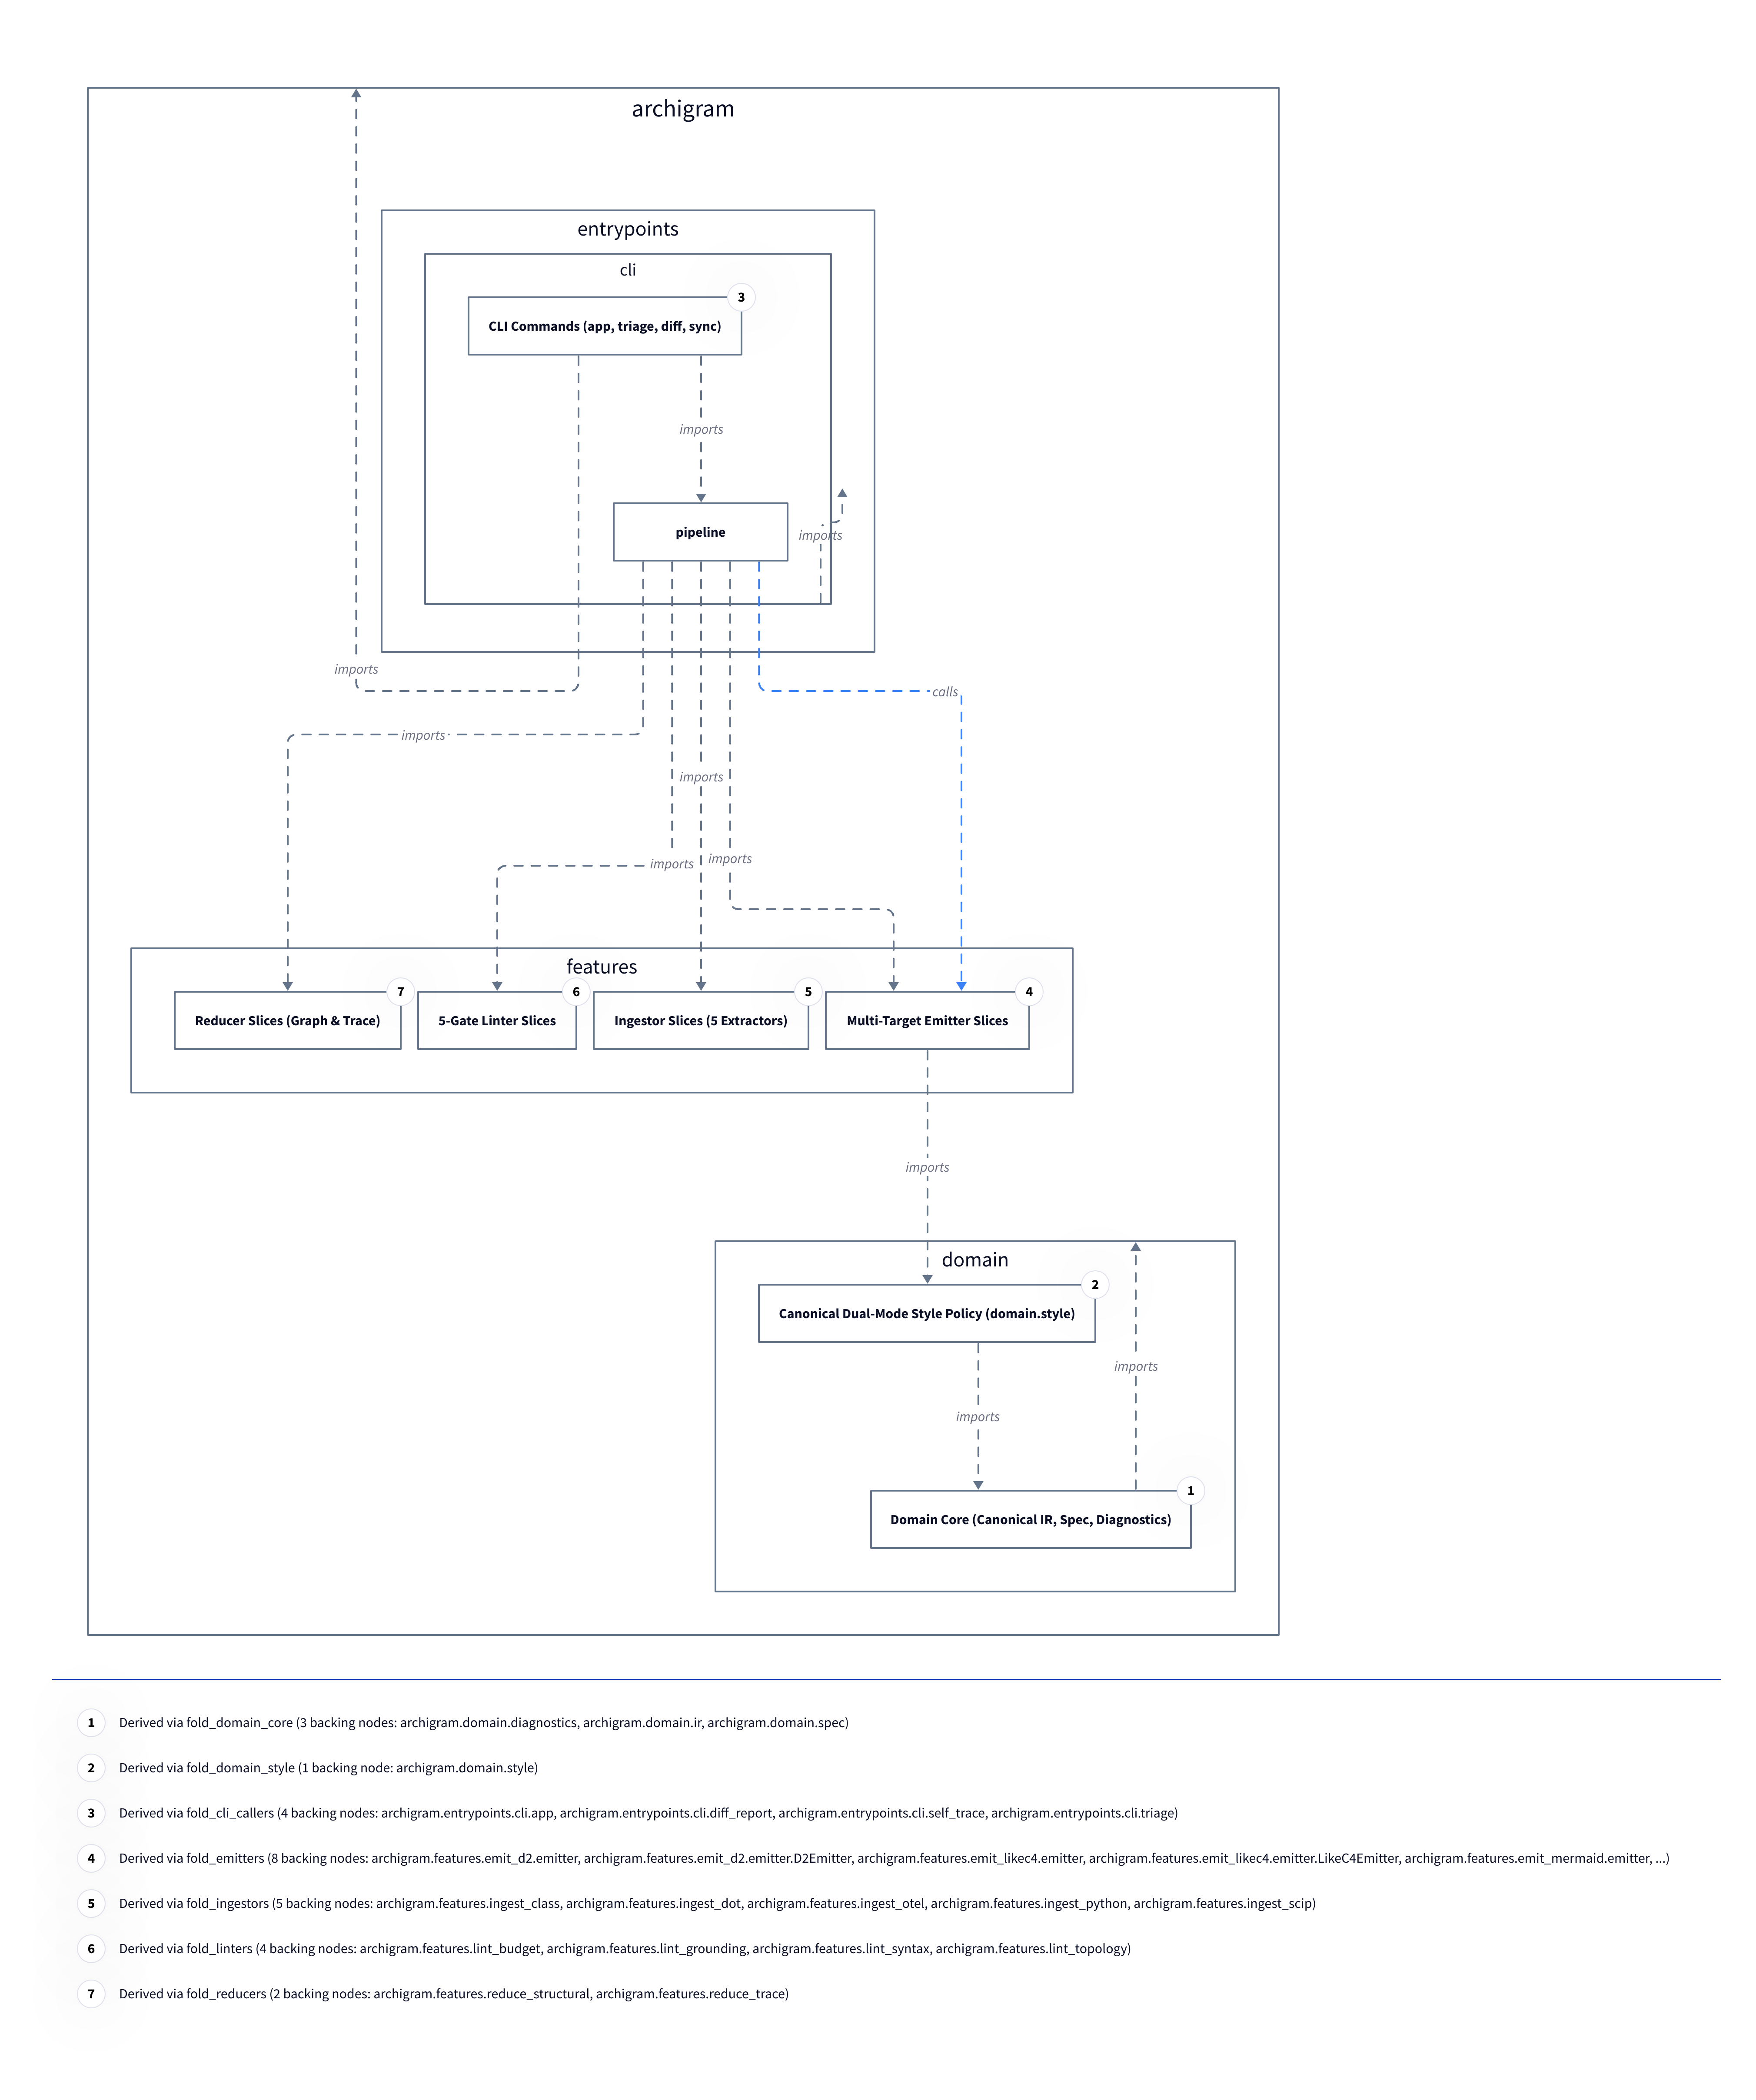 archigram
entrypoints
cli
3
CLI Commands (app, triage, diff, sync)
imports
pipeline
imports
imports
calls
imports
imports
imports
imports
features
7
6
5
4
Reducer Slices (Graph & Trace)
5-Gate Linter Slices
Ingestor Slices (5 Extractors)
Multi-Target Emitter Slices
imports
domain
2
Canonical Dual-Mode Style Policy (domain.style)
imports
imports
1
Domain Core (Canonical IR, Spec, Diagnostics)
1 Derived via fold_domain_core (3 backing nodes: archigram.domain.diagnostics, archigram.domain.ir, archigram.domain.spec)
2 Derived via fold_domain_style (1 backing node: archigram.domain.style)
3 Derived via fold_cli_callers (4 backing nodes: archigram.entrypoints.cli.app, archigram.entrypoints.cli.diff_report, archigram.entrypoints.cli.self_trace, archigram.entrypoints.cli.triage)
4 Derived via fold_emitters (8 backing nodes: archigram.features.emit_d2.emitter, archigram.features.emit_d2.emitter.D2Emitter, archigram.features.emit_likec4.emitter, archigram.features.emit_likec4.emitter.LikeC4Emitter, archigram.features.emit_mermaid.emitter, ...)
5 Derived via fold_ingestors (5 backing nodes: archigram.features.ingest_class, archigram.features.ingest_dot, archigram.features.ingest_otel, archigram.features.ingest_python, archigram.features.ingest_scip)
6 Derived via fold_linters (4 backing nodes: archigram.features.lint_budget, archigram.features.lint_grounding, archigram.features.lint_syntax, archigram.features.lint_topology)
7 Derived via fold_reducers (2 backing nodes: archigram.features.reduce_structural, archigram.features.reduce_trace)